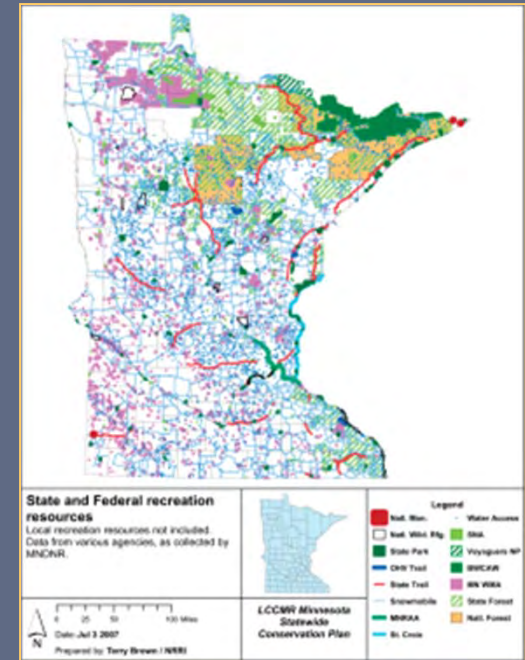 State and Federal recreation
resources
Local recreation resources not included.
Data from various agencies, as collected by
MNDNR.
0 25 50 100 Miles
N
Date: Jul 3 2007
Prepared by: Terry Brown / NRRI
LCCMR Minnesota
Statewide
Conservation Plan
Legend
Natl. Mon.
Natl. Wild. Rfg.
State Park
OHV Trail
State Trail
Snowmobile
MNRAA
St. Croix
Water Access
SNA
Voyageurs NP
BWCAW
MN WMA
State Forest
Natl. Forest